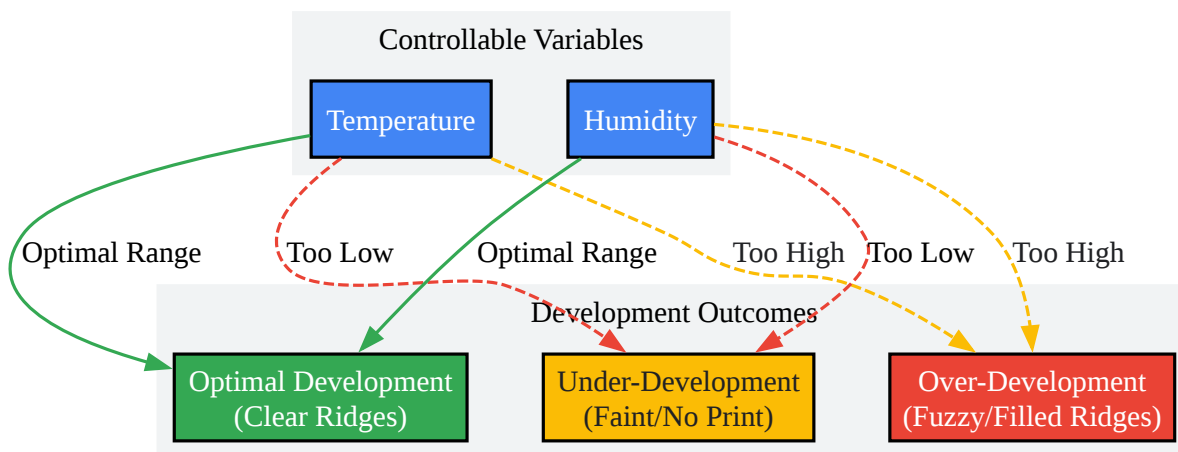 Controllable Variables
Temperature
Humidity
Optimal Range
Too Low
Optimal Range
Too High
Too Low
Too High
Development Outcomes
Optimal Development
(Clear Ridges)
Under-Development
(Faint/No Print)
Over-Development
(Fuzzy/Filled Ridges)